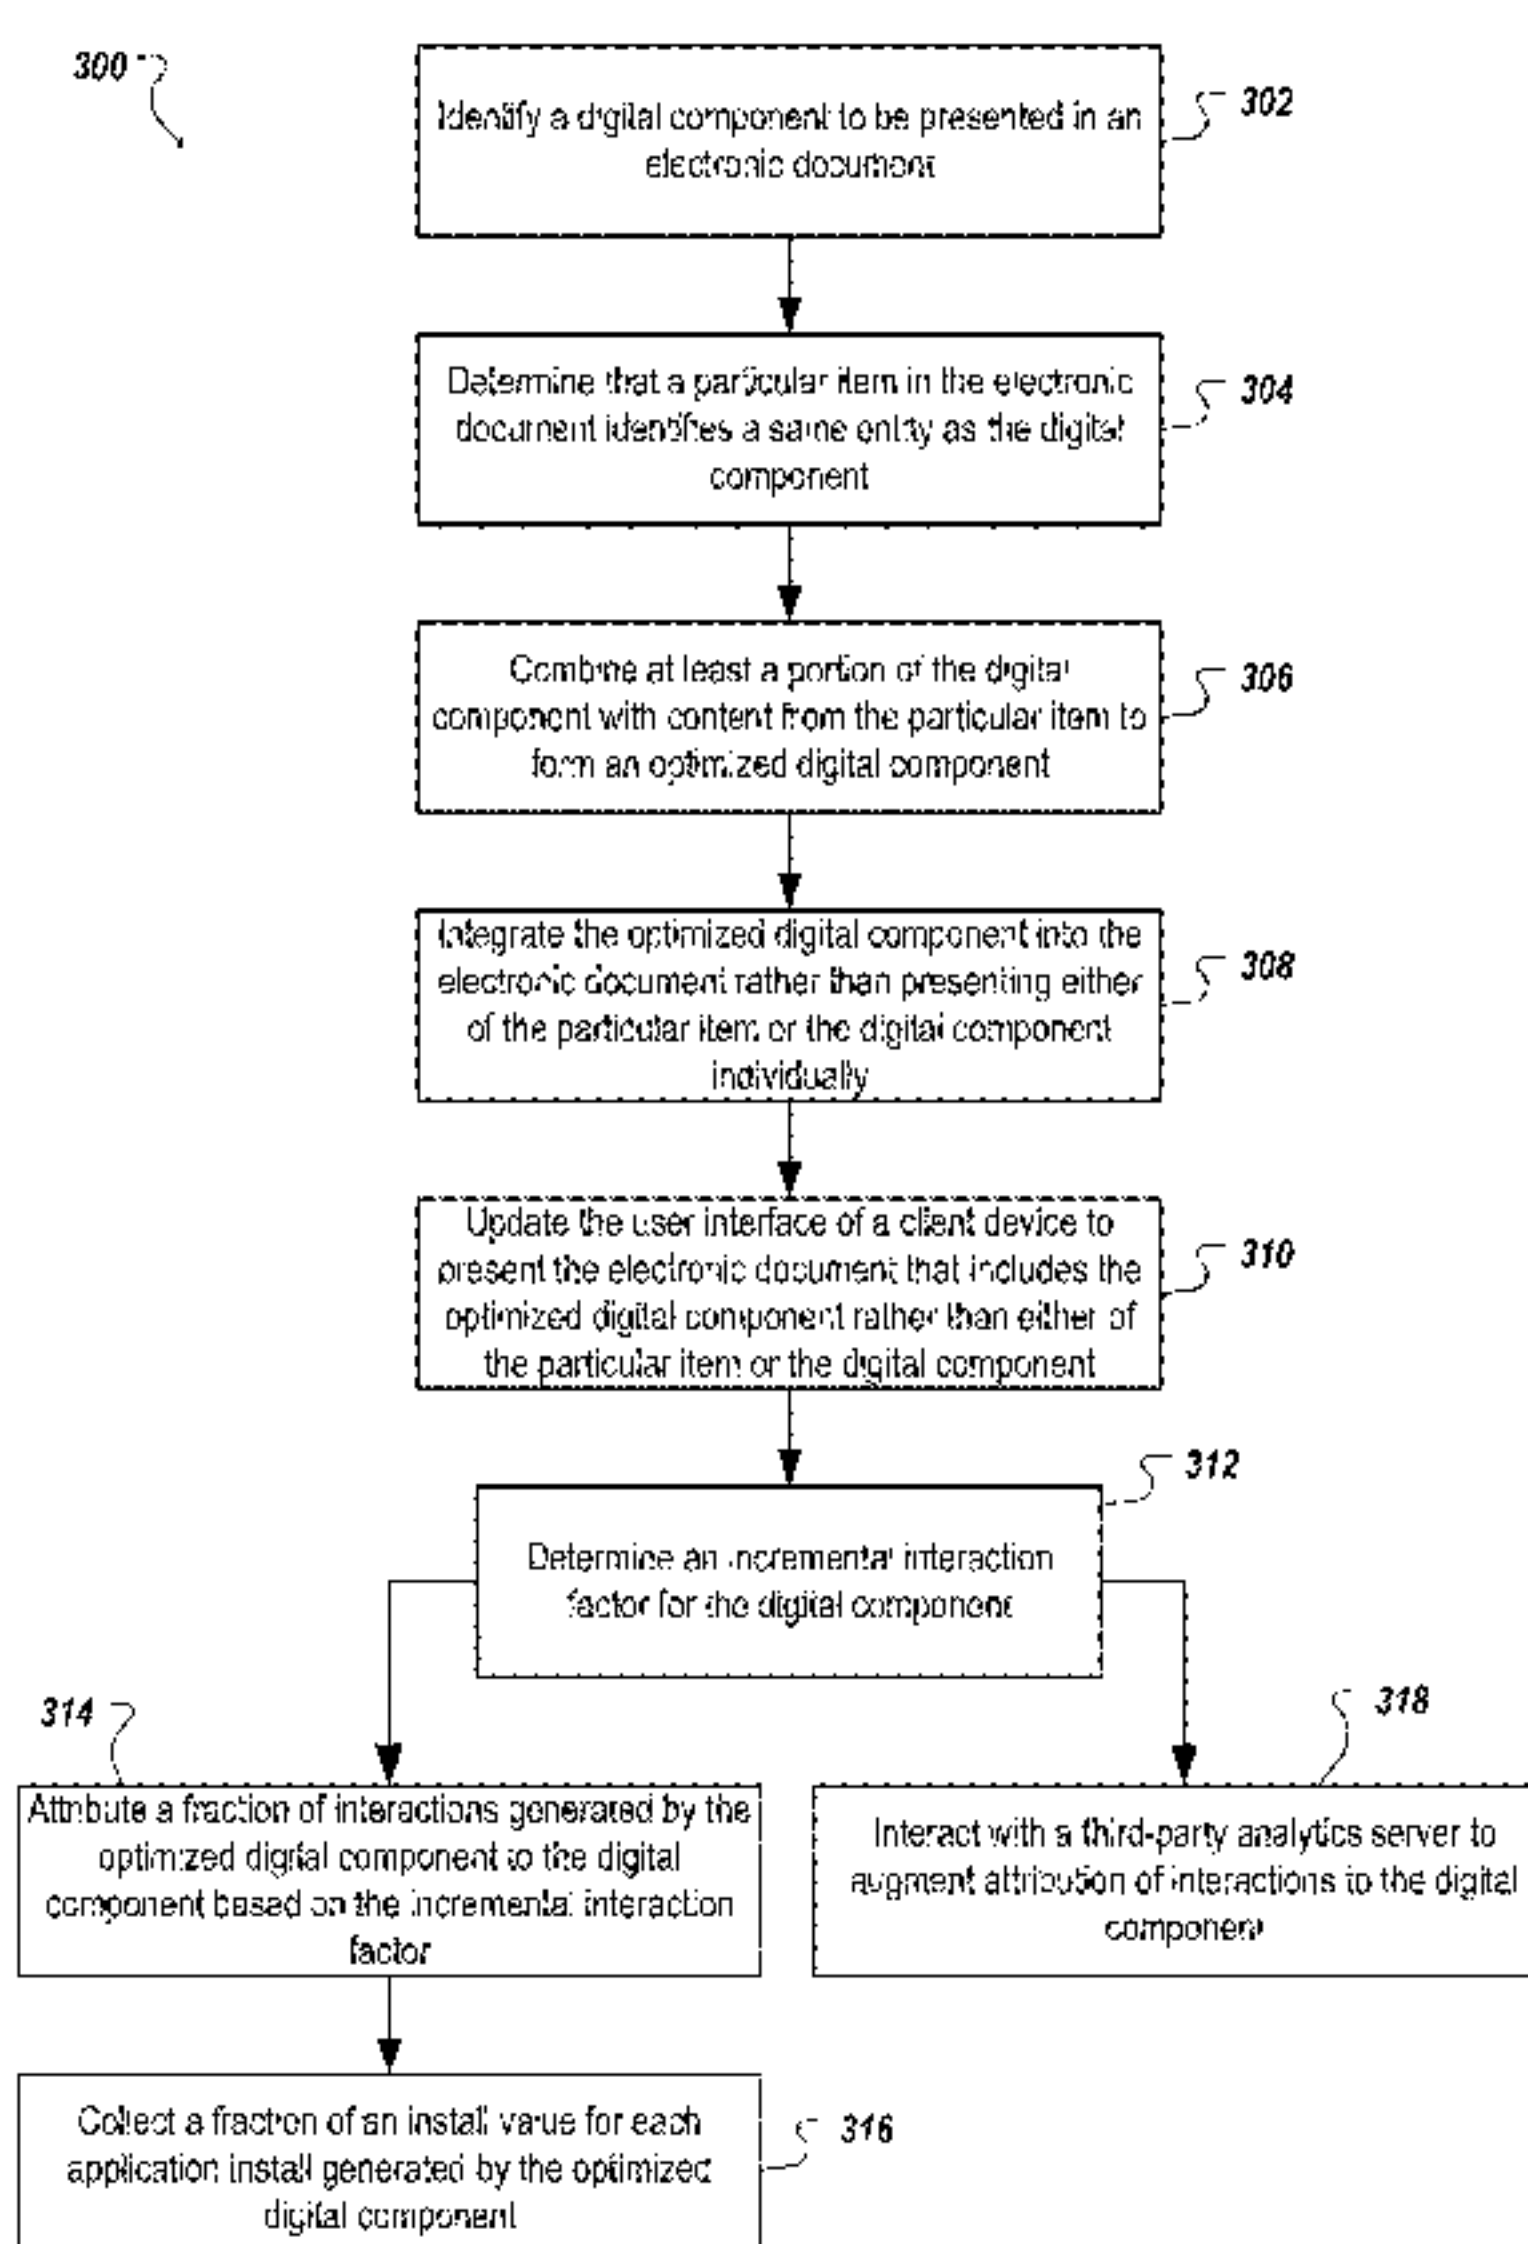 300
Identify a digital component to be presented in an
electronic document
302
Determine that a particular item in the electronic
document identifies a same entity as the digital
component
304
Combine at least a portion of the digital
component with content from the particular item to
form an optimized digital component
306
Integrate the optimized digital component into the
electronic document rather than presenting either
of the particular item or the digital component
individually
308
Update the user interface of a client device to
present the electronic document that includes the
optimized digital component rather than either of
the particular item or the digital component
310
312
Determine an incremental interaction
factor for the digital component
314
318
Attribute a fraction of interactions generated by the
optimized digital component to the digital
component based on the incremental interaction
factor
Interact with a third-party analytics server to
augment attribution of interactions to the digital
component
Collect a fraction of an install value for each
application install generated by the optimized
digital component
316